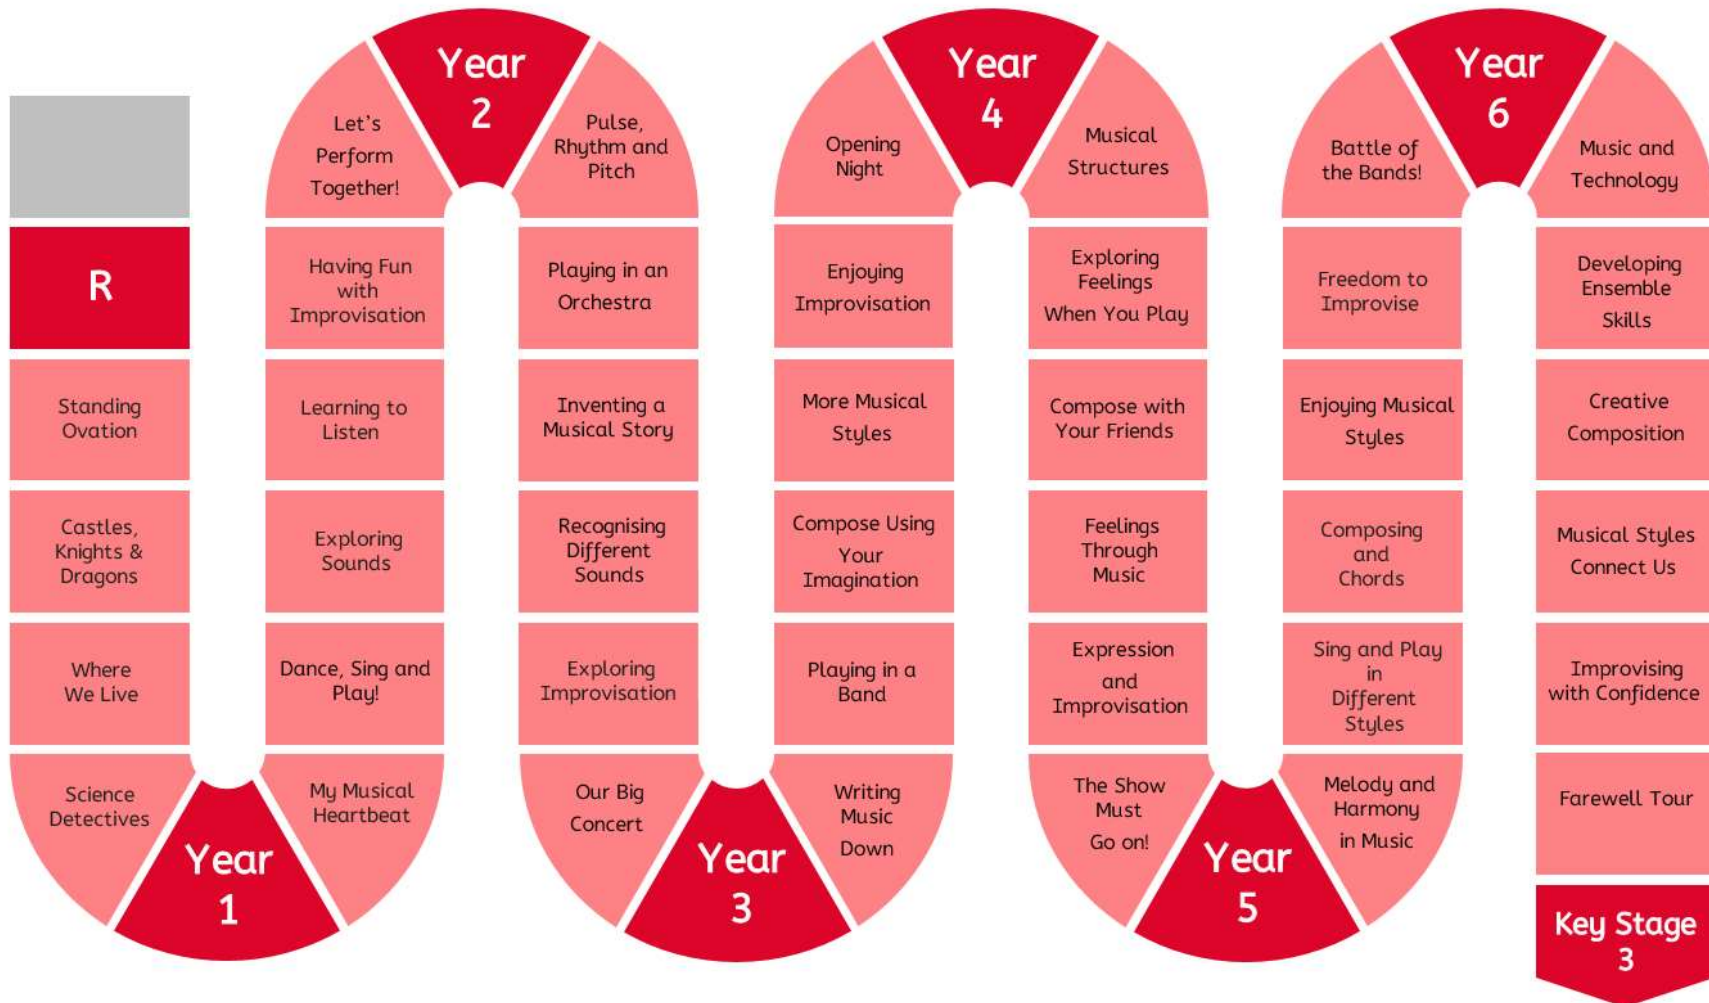 R
Standing
Ovation
Castles,
Knights &
Dragons
Where
We Live
Science
Detectives
Year
1
My Musical
Heartbeat
Dance, Sing and
Play!
Exploring
Sounds
Learning to
Listen
Having Fun
with
Improvisation
Let's
Perform
Together!
Year
2
Pulse,
Rhythm and
Pitch
Playing in an
Orchestra
Inventing a
Musical Story
Recognising
Different
Sounds
Exploring
Improvisation
Our Big
Concert
Year
3
Writing
Music
Down
Playing in a
Band
Compose Using
Your
Imagination
More Musical
Styles
Enjoying
Improvisation
Opening
Night
Year
4
Musical
Structures
Exploring
Feelings
When You Play
Compose with
Your Friends
Feelings
Through
Music
Expression
and
Improvisation
The Show
Must
Go on!
Year
5
Melody and
Harmony
in Music
Sing and Play
in
Different
Styles
Composing
and
Chords
Enjoying Musical
Styles
Freedom to
Improvise
Battle of
the Bands!
Year
6
Music and
Technology
Developing
Ensemble
Skills
Creative
Composition
Musical Styles
Connect Us
Improvising
with Confidence
Farewell Tour
Key Stage
3